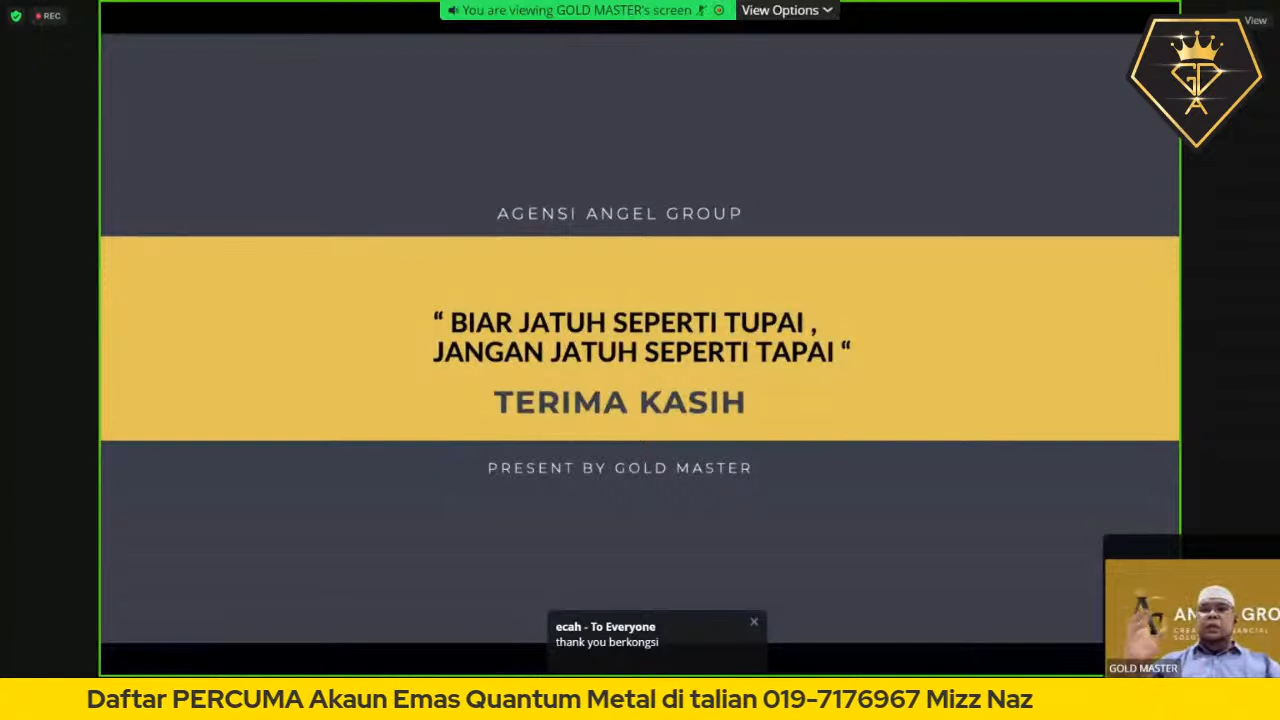 REC
You are viewing GOLD MASTER's screen
View Options
View
AGENSI ANGEL GROUP
“ BIAR JATUH SEPERTI TUPAI ,
JANGAN JATUH SEPERTI TAPAI “
TERIMA KASIH
PRESENT BY GOLD MASTER
ecah - To Everyone
thank you berkongsi
GOLD MASTER
Daftar PERCUMA Akaun Emas Quantum Metal di talian 019-7176967 Mizz Naz